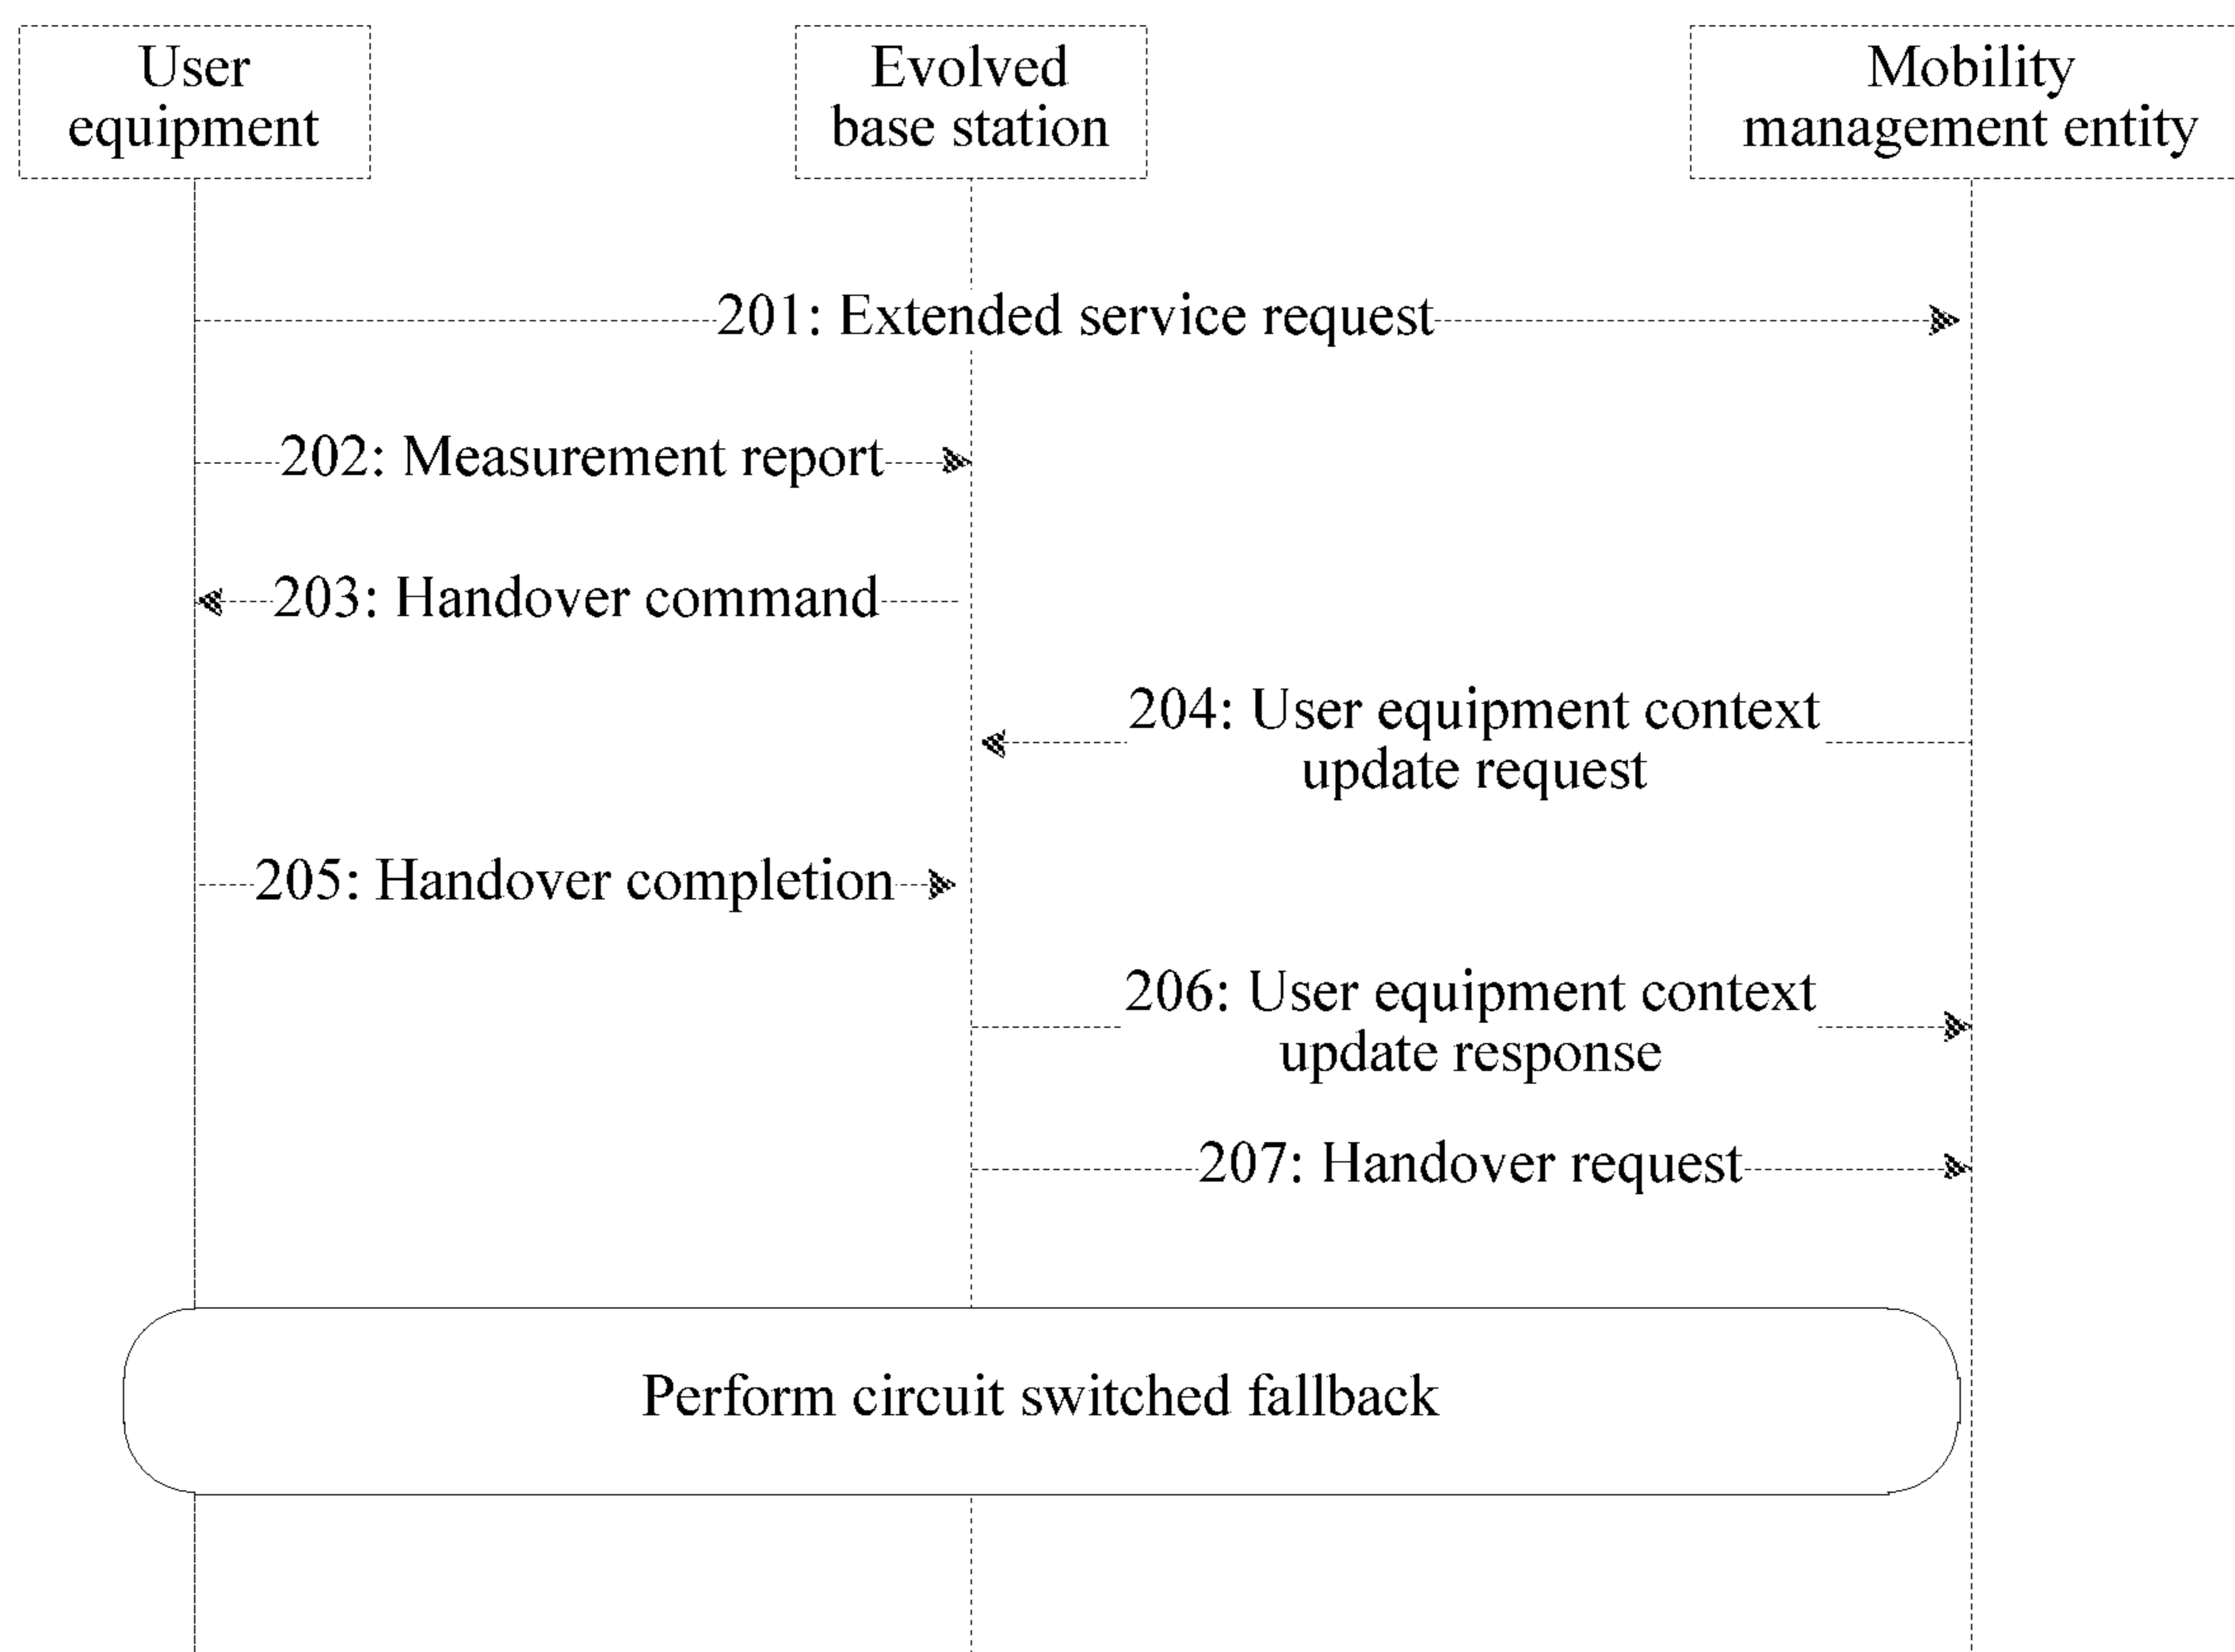 User
equipment
Evolved
base station
Mobility
management entity
201: Extended service request
202: Measurement report
203: Handover command
204: User equipment context
update request
205: Handover completion
206: User equipment context
update response
207: Handover request
Perform circuit switched fallback